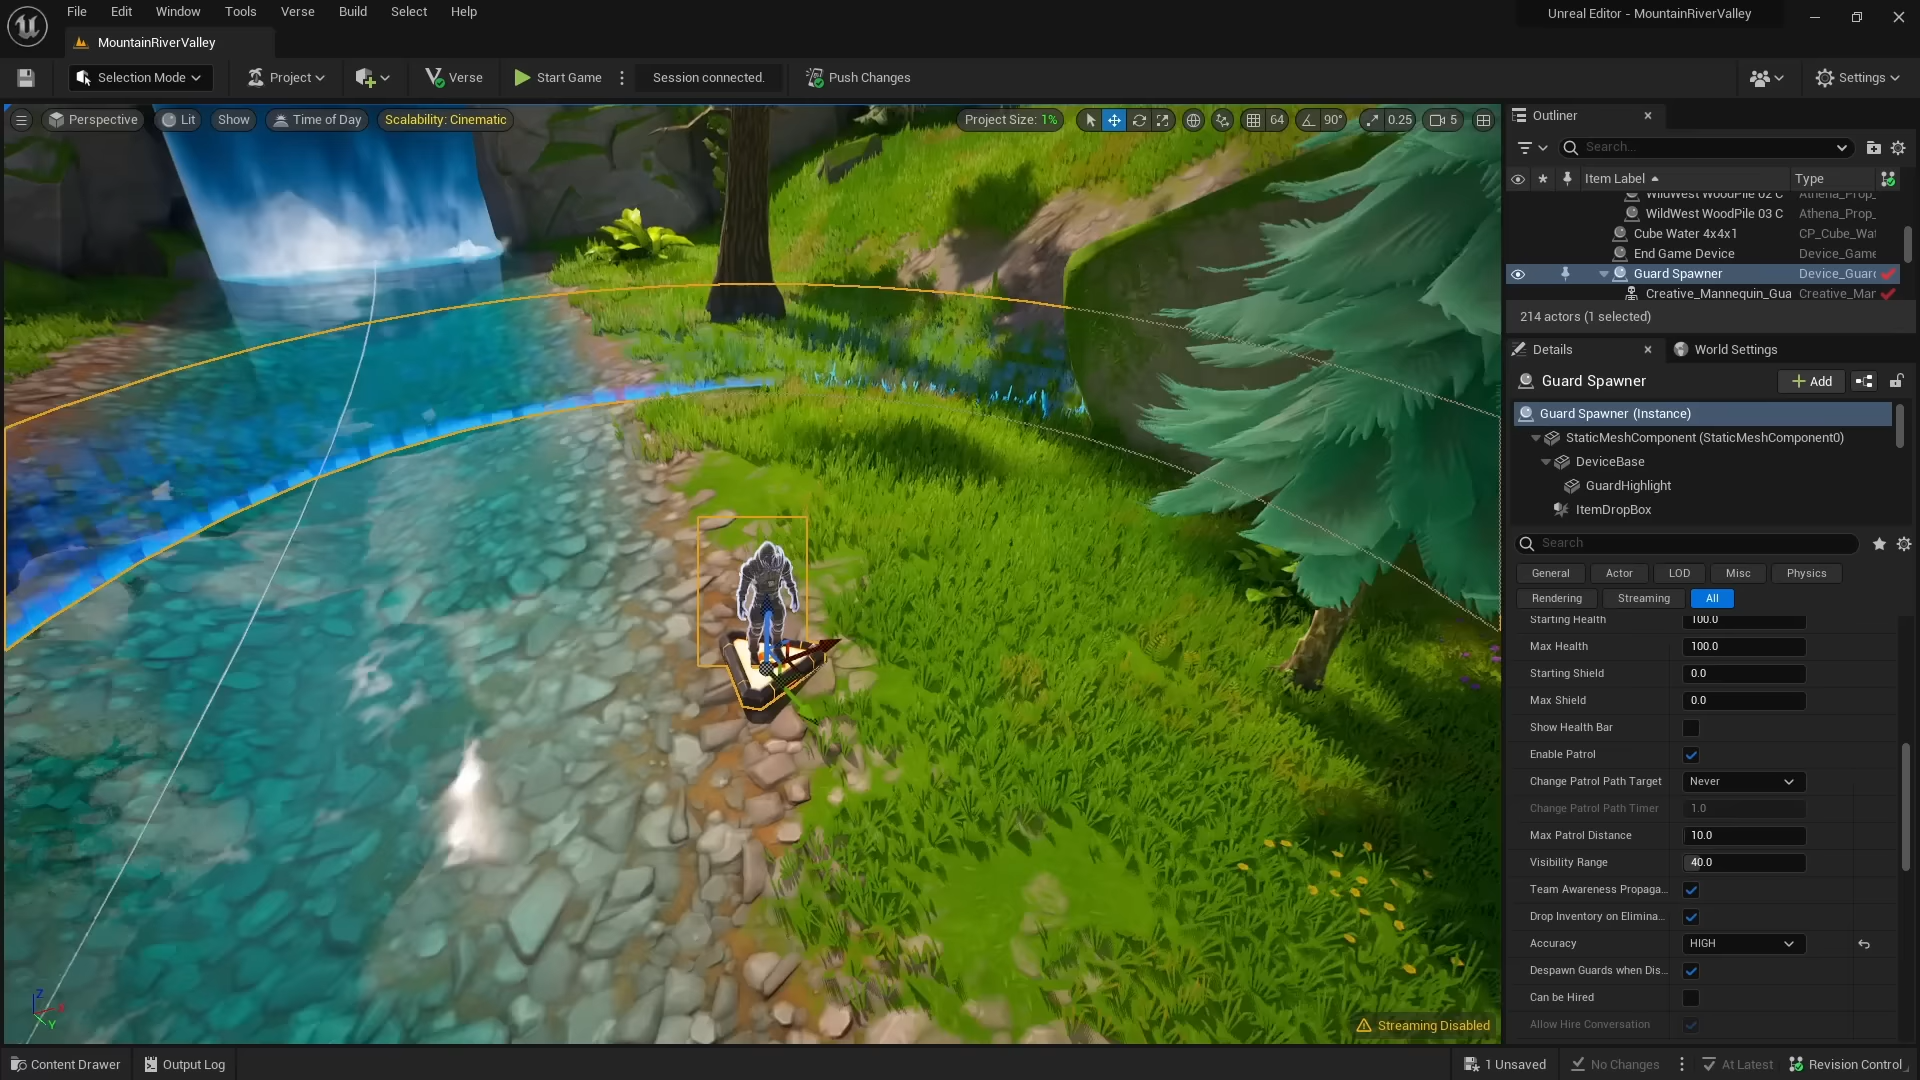 File Edit Window Tools Verse Build Select Help
Unreal Editor - MountainRiverValley
MountainRiverValley
Selection Mode
Project
Verse
Start Game
Session connected.
Push Changes
Settings
Perspective
Lit
Show
Time of Day
Scalability: Cinematic
Project Size: 1%
64
90°
0.25
5
Outliner
Search...
Item Label
Type
WildWest WoodPile 02 C Athena_Prop_
WildWest WoodPile 03 C Athena_Prop_
Cube Water 4x4x1 CP_Cube_Wat
End Game Device Device_Game
Guard Spawner Device_Guard
Creative_Mannequin_Gua Creative_Mar
214 actors (1 selected)
Details
World Settings
Guard Spawner
Add
Guard Spawner (Instance)
StaticMeshComponent (StaticMeshComponent0)
DeviceBase
GuardHighlight
ItemDropBox
Search
General Actor LOD Misc Physics
Rendering Streaming All
Starting Health 100.0
Max Health 100.0
Starting Shield 0.0
Max Shield 0.0
Show Health Bar
Enable Patrol
Change Patrol Path Target Never
Change Patrol Path Timer 1.0
Max Patrol Distance 10.0
Visibility Range 40.0
Team Awareness Propaga...
Drop Inventory on Elimina...
Accuracy HIGH
Despawn Guards when Dis...
Can be Hired
Allow Hire Conversation
Z
X
Y
Streaming Disabled
Content Drawer
Output Log
1 Unsaved
No Changes
At Latest
Revision Control